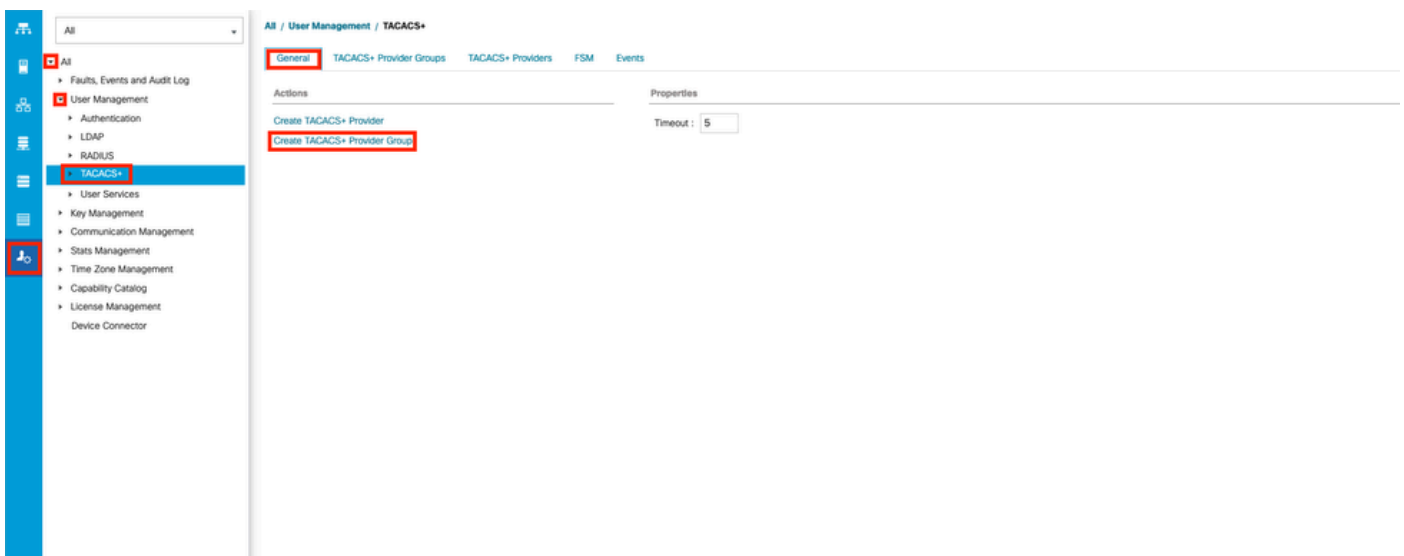 All
All
Faults, Events and Audit Log
User Management
Authentication
LDAP
RADIUS
TACACS+
User Services
Key Management
Communication Management
Stats Management
Time Zone Management
Capability Catalog
License Management
Device Connector
All / User Management / TACACS+
General TACACS+ Provider Groups TACACS+ Providers FSM Events
Actions
Create TACACS+ Provider
Create TACACS+ Provider Group
Properties
Timeout : 5